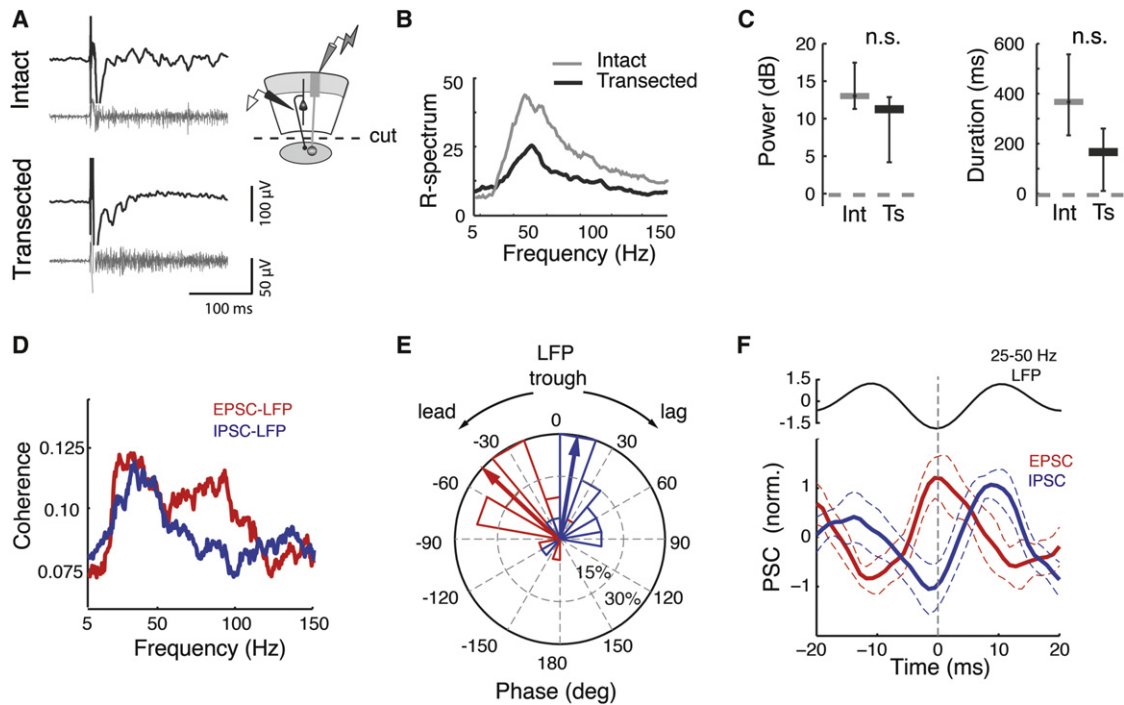 A
Intact
Transected
100 µV
50 µV
100 ms
cut
B
Intact
Transected
R-spectrum
50
25
0
5
50
100
150
Frequency (Hz)
C
n.s.
Power (dB)
20
15
10
5
0
Int
Ts
n.s.
Duration (ms)
600
400
200
0
Int
Ts
D
EPSC-LFP
IPSC-LFP
Coherence
0.125
0.10
0.075
5
50
100
150
Frequency (Hz)
E
LFP
trough
lead
lag
0
-30
30
-60
60
-90
90
15%
30%
-120
120
-150
150
180
Phase (deg)
F
25-50 Hz
LFP
1.5
0
-1.5
EPSC
IPSC
PSC (norm.)
1
0
−1
−20
−10
0
10
20
Time (ms)